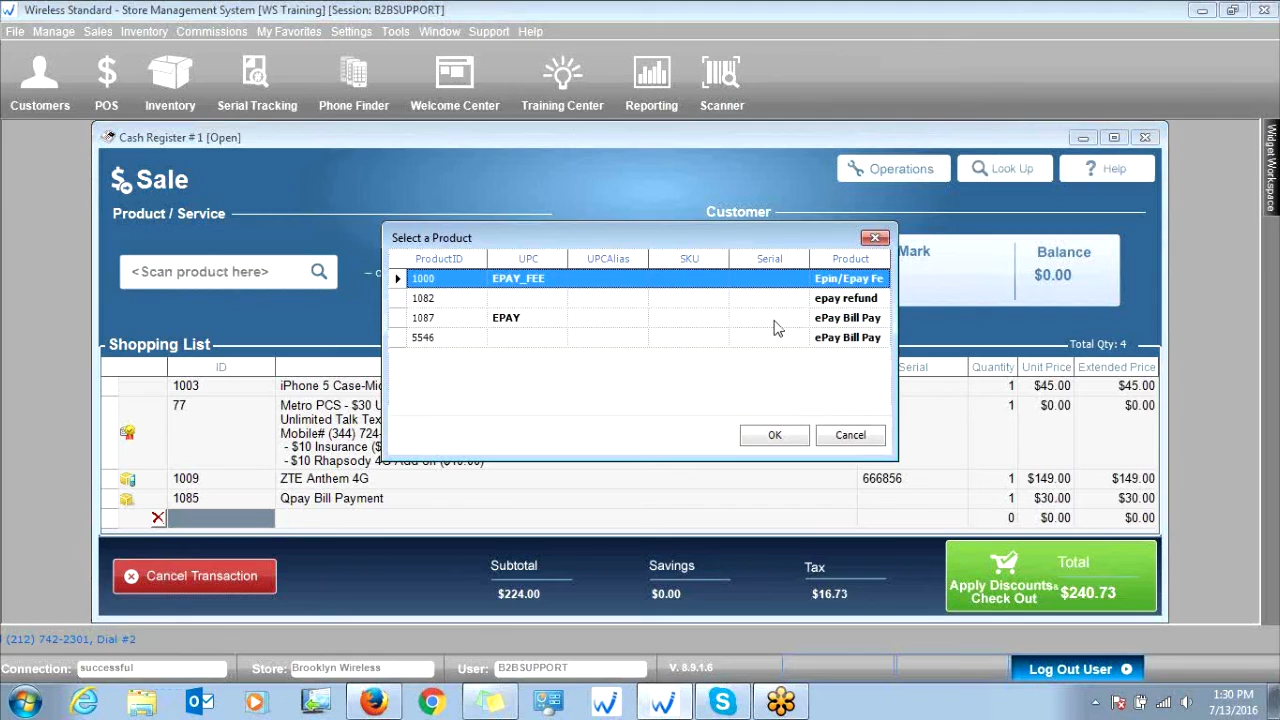 Wireless Standard - Store Management System [WS Training] [Session: B2BSUPPORT]
File Manage Sales Inventory Commissions My Favorites Settings Tools Window Support Help
Customers POS Inventory Serial Tracking Phone Finder Welcome Center Training Center Reporting Scanner
Widget Workspace
Cash Register # 1 [Open]
Sale
Operations Look Up Help
Product / Service Customer
<Scan product here>
Mark Balance
$0.00
Select a Product
ProductID UPC UPCAlias SKU Serial Product
1000 EPAY_FEE Epin/Epay Fe
1082 epay refund
1087 EPAY ePay Bill Pay
5546 ePay Bill Pay
OK Cancel
Shopping List Total Qty: 4
ID Serial Quantity Unit Price Extended Price
1003 iPhone 5 Case-Mic 1 $45.00 $45.00
77 Metro PCS - $30 U 1 $0.00 $0.00
Unlimited Talk Tex
Mobile# (344) 724
- $10 Insurance ($
- $10 Rhapsody 4G Add-on ($10.00)
1009 ZTE Anthem 4G 666856 1 $149.00 $149.00
1085 Qpay Bill Payment 1 $30.00 $30.00
0 $0.00 $0.00
Cancel Transaction
Subtotal Savings Tax
$224.00 $0.00 $16.73
Total
Apply Discounts &
Check Out $240.73
(212) 742-2301, Dial #2
Connection: successful Store: Brooklyn Wireless User: B2BSUPPORT V. 8.9.1.6 Log Out User
1:30 PM
7/13/2016